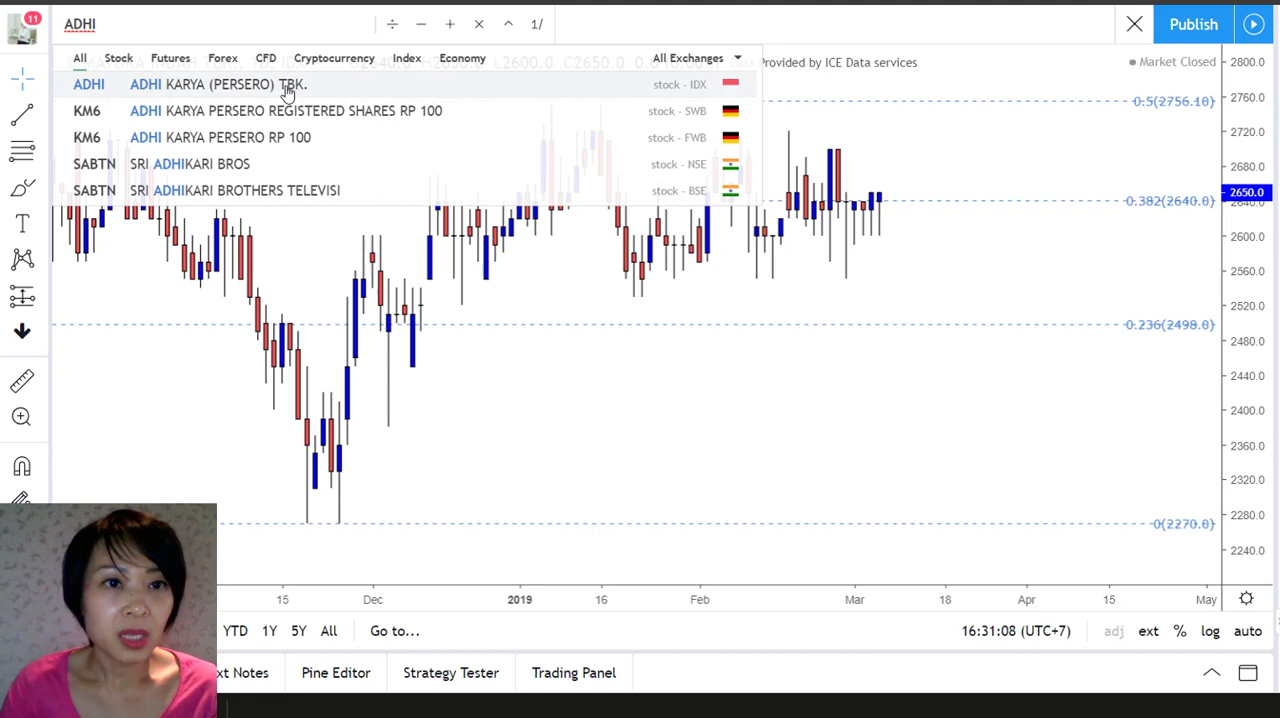 11
ADHI
÷ − + × ^ 1/
Publish
All Stock Futures Forex CFD Cryptocurrency Index Economy All Exchanges
Provided by ICE Data services
Market Closed
ADHI ADHI KARYA (PERSERO) TBK. stock - IDX
KM6 ADHI KARYA PERSERO REGISTERED SHARES RP 100 stock - SWB
KM6 ADHI KARYA PERSERO RP 100 stock - FWB
SABTN SRI ADHIKARI BROS stock - NSE
SABTN SRI ADHIKARI BROTHERS TELEVISI stock - BSE
2800.0
2760.0
0.5(2756.10)
2720.0
2680.0
2650.0
0.382(2640.0)
2640.0
2600.0
2560.0
2520.0
0.236(2498.0)
2480.0
2440.0
2400.0
2360.0
2320.0
2280.0
0(2270.0)
2240.0
15 Dec 2019 16 Feb Mar 18 Apr 15 May
YTD 1Y 5Y All Go to... 16:31:08 (UTC+7) adj ext % log auto
xt Notes Pine Editor Strategy Tester Trading Panel